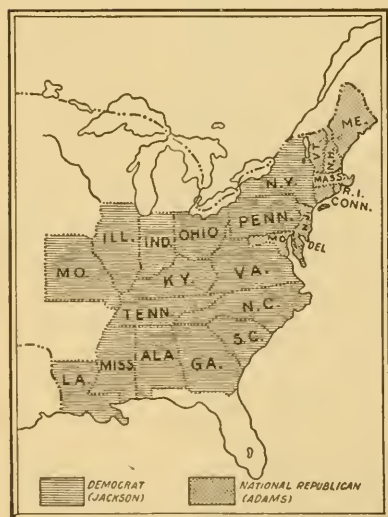 ME.
VT.
N.H.
MASS.
R.I.
CONN.
N.Y.
PENN.
N.J.
MD.
DEL
OHIO
IND.
ILL.
MO.
KY.
VA.
TENN.
N.C.
S.C.
MISS.
ALA
GA.
LA.
DEMOCRAT
(JACKSON)
NATIONAL REPUBLICAN
(ADAMS)